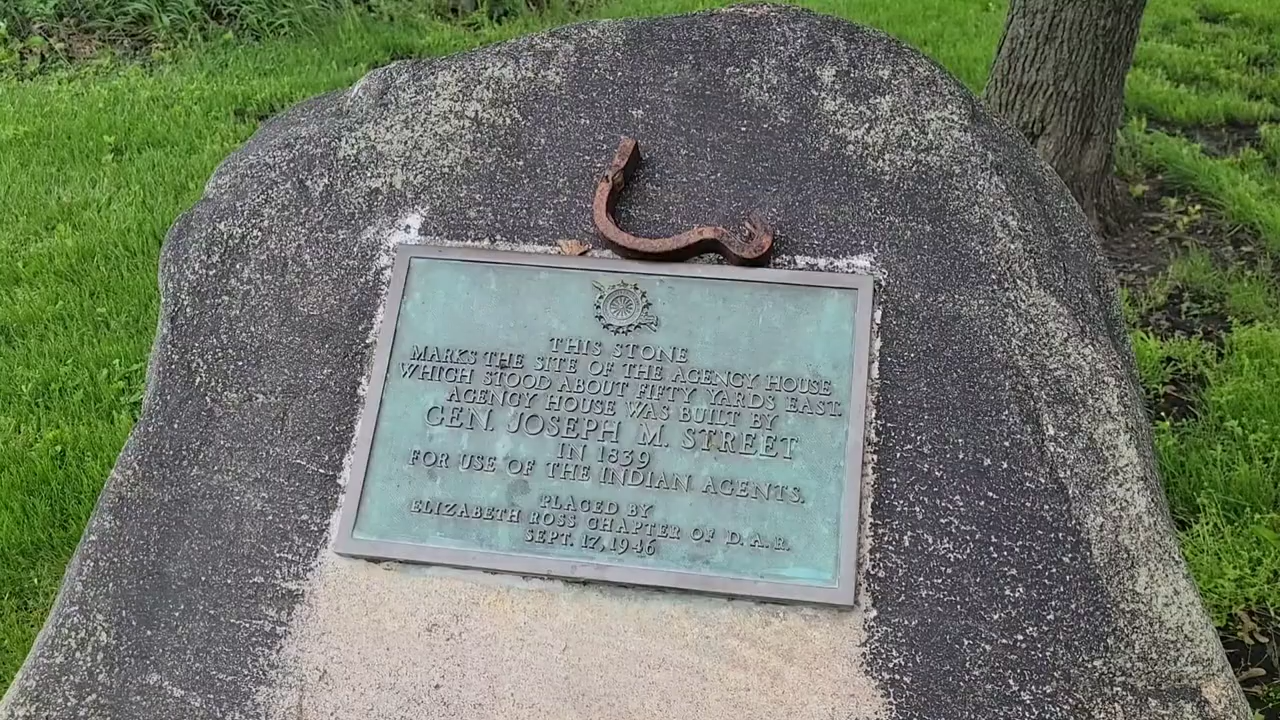 THIS STONE
MARKS THE SITE OF THE AGENCY HOUSE
WHICH STOOD ABOUT FIFTY YARDS EAST.
AGENCY HOUSE WAS BUILT BY
GEN. JOSEPH M. STREET
IN 1839
FOR USE OF THE INDIAN AGENTS.
PLACED BY
ELIZABETH ROSS CHAPTER OF D.A.R.
SEPT. 17, 1946